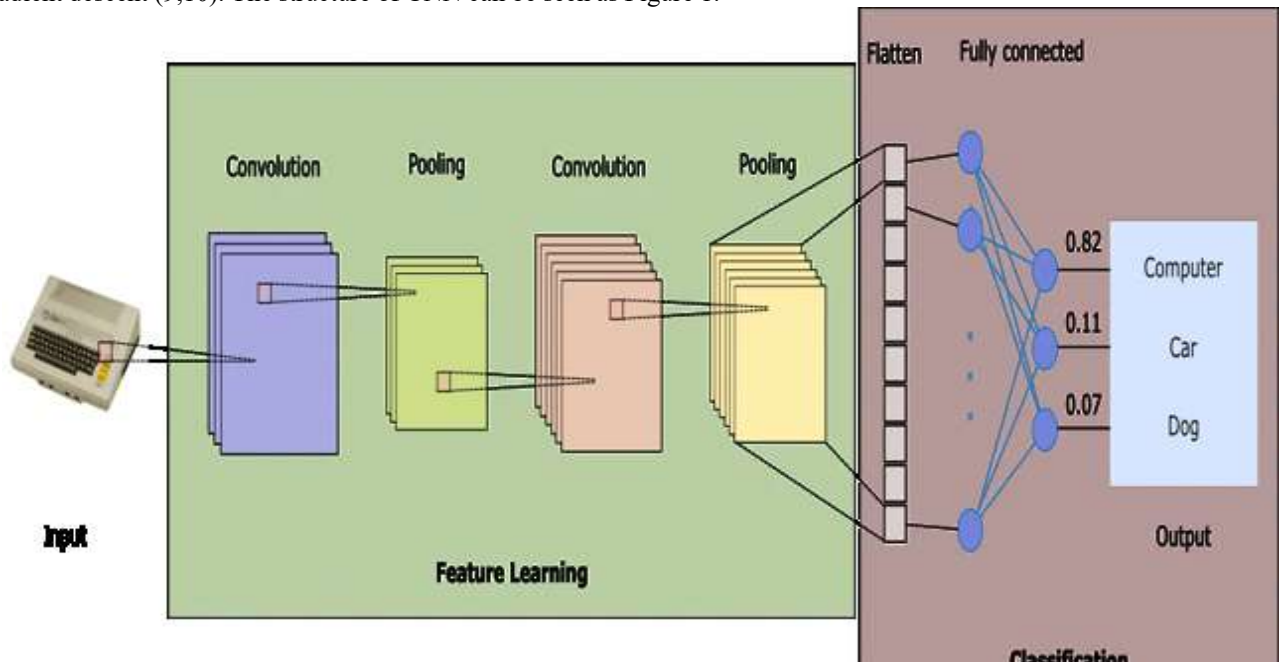 Flatten
Fully connected
Convolution
Pooling
Convolution
Pooling
0.82
Computer
0.11
Car
0.07
Dog
Input
Output
Feature Learning
Classification